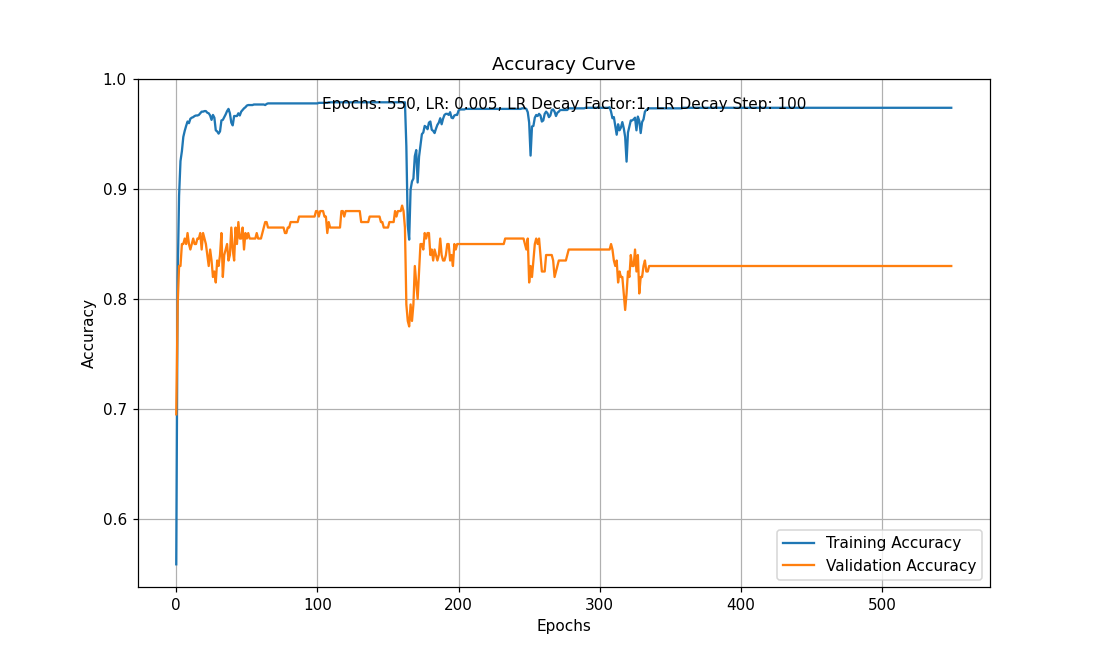 Accuracy Curve
Epochs: 550, LR: 0.005, LR Decay Factor:1, LR Decay Step: 100
1.0
0.9
0.8
0.7
0.6
Accuracy
0 100 200 300 400 500
Epochs
Training Accuracy
Validation Accuracy